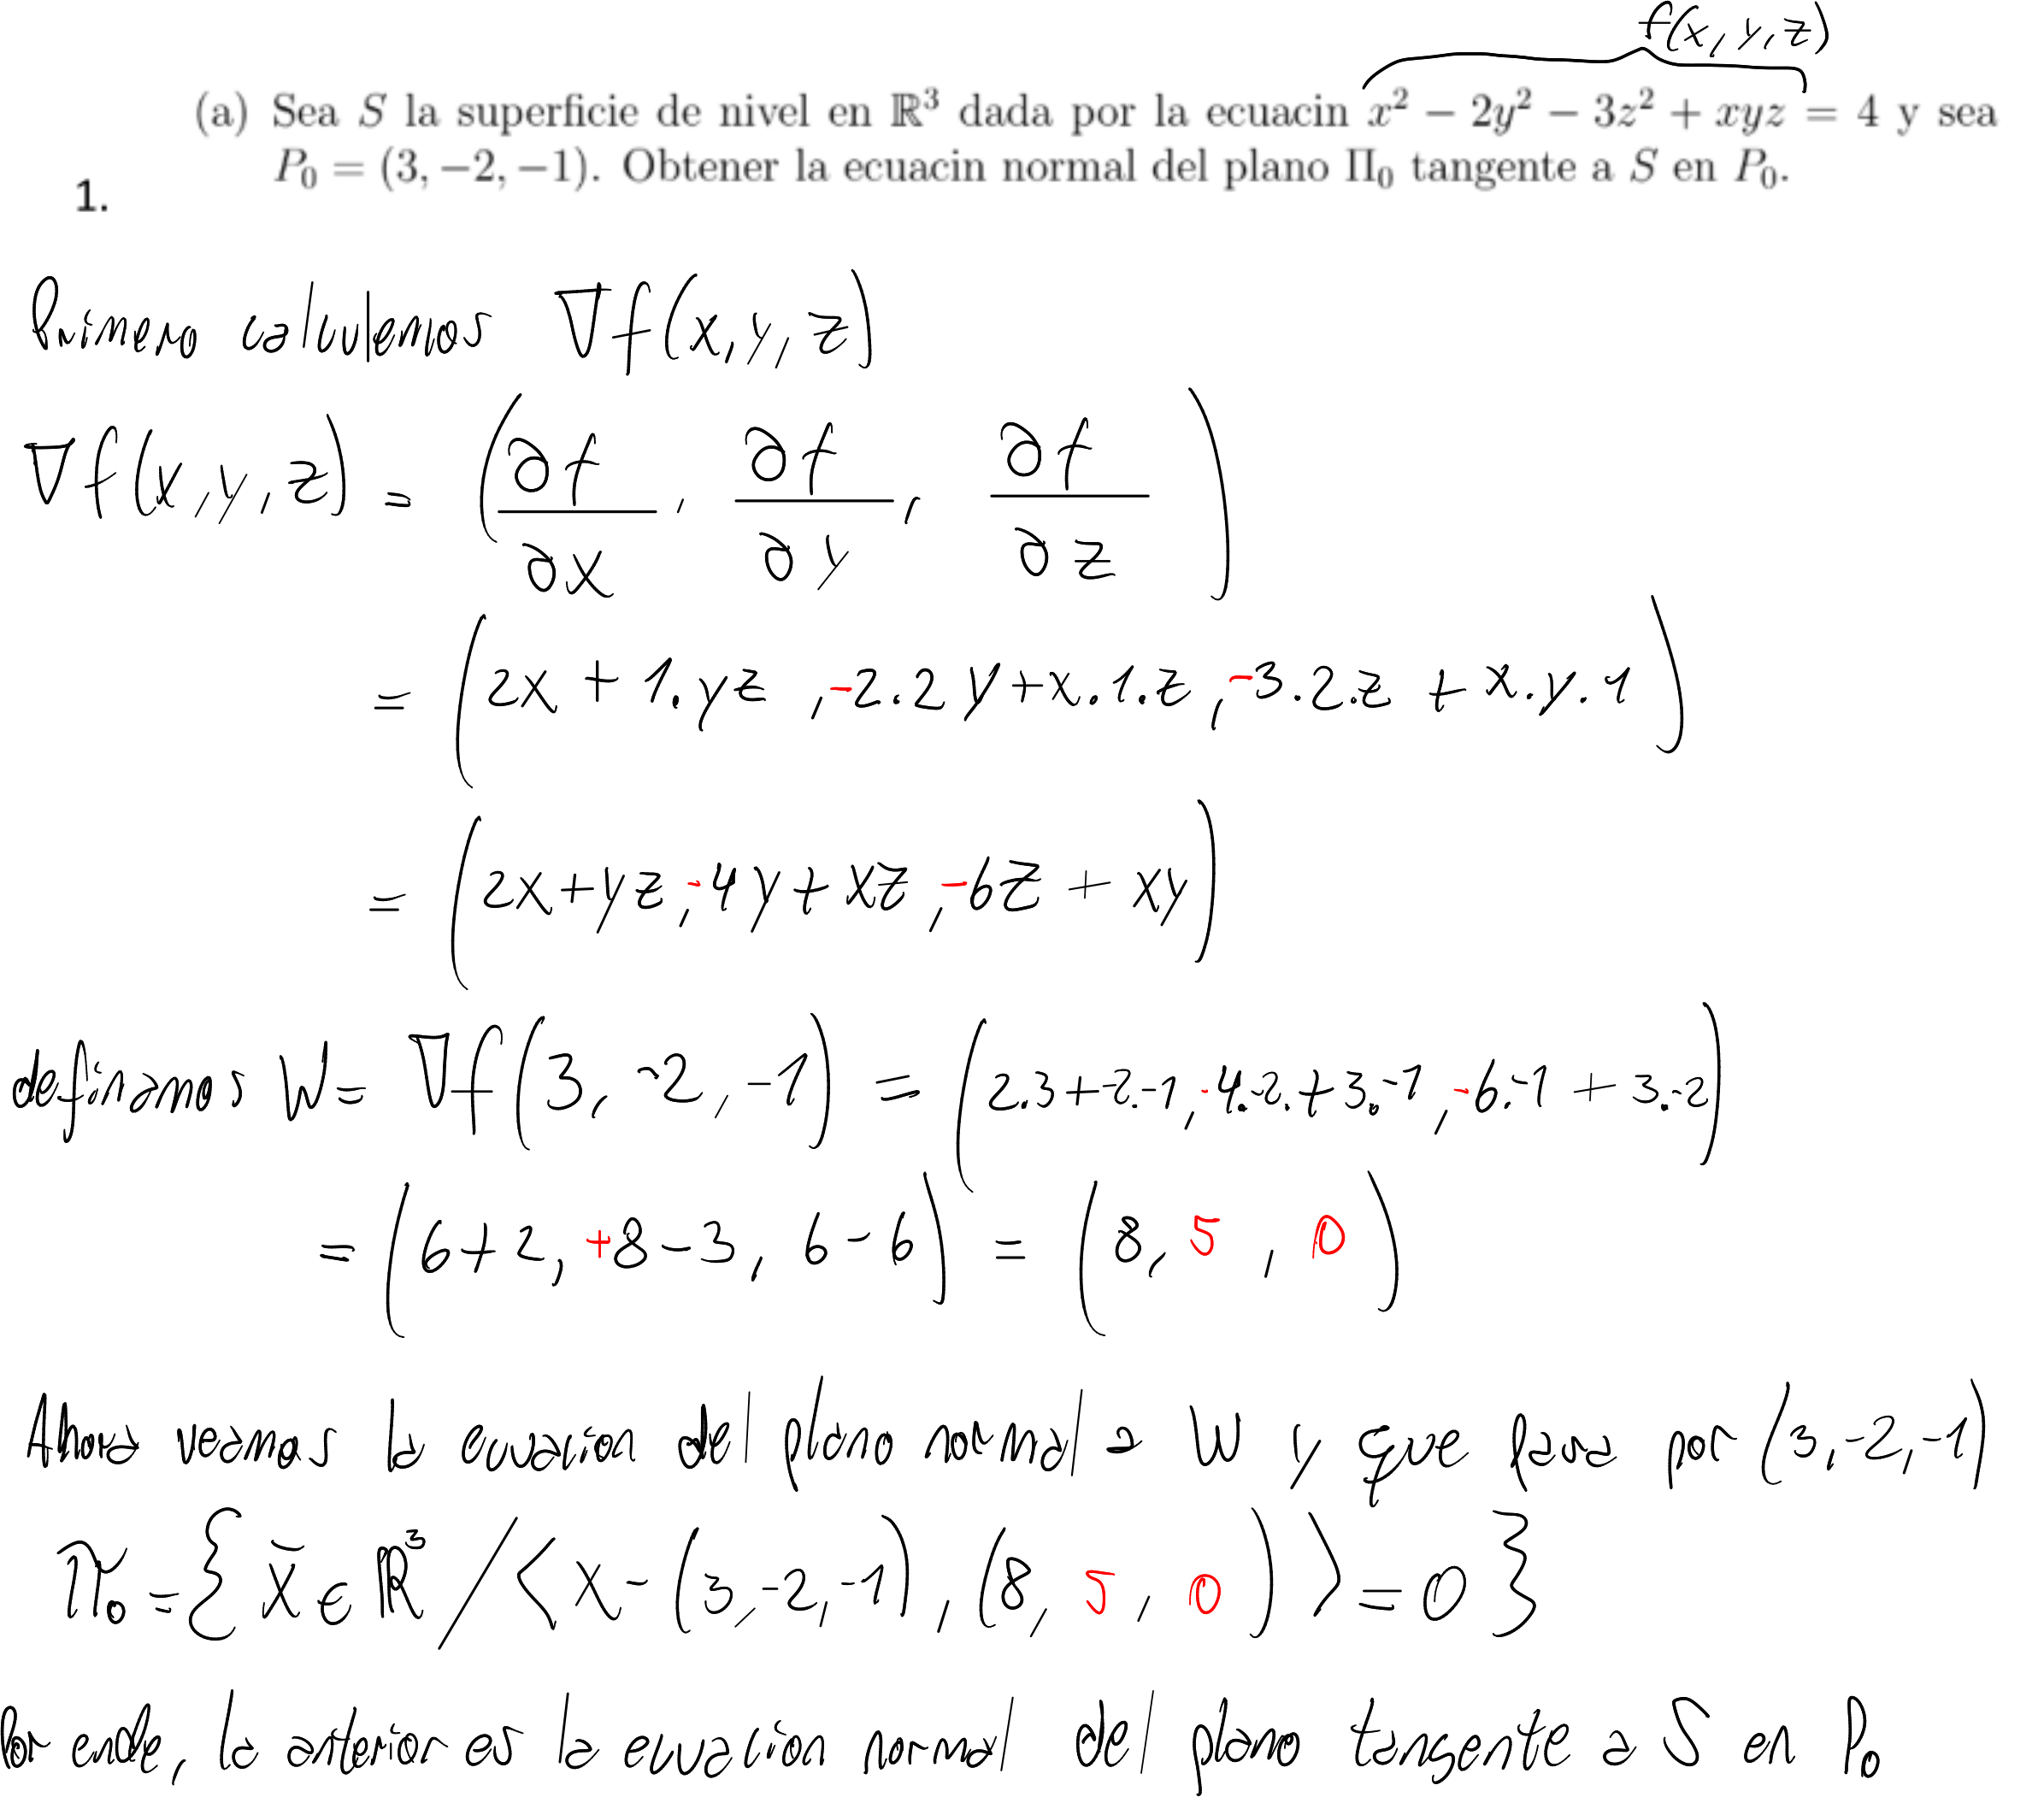 f(x, y, z)
(a) Sea S la superficie de nivel en ℝ³ dada por la ecuacin x² − 2y² − 3z² + xyz = 4 y sea
P₀ = (3, −2, −1). Obtener la ecuacin normal del plano Π₀ tangente a S en P₀.
1.
Primero calculemos ∇f(x, y, z)
∇f(x, y, z) = (∂f/∂x, ∂f/∂y, ∂f/∂z)
= (2x + 1.yz, -2.2y + x.1.z, -3.2.z + x.y.1)
= (2x + yz, -4y + xz, -6z + xy)
definamos W = ∇f(3, -2, -1) = (2.3 + -2.-1, -4.-2. + 3.-1, -6.-1 + 3.-2)
= (6 + 2, +8 - 3, 6 - 6) = (8, 5, 0)
Ahora veamos la ecuacion del plano normal a W y que pasa por (3, -2, -1)
π₀ = { x̄ ∈ ℝ³ / <x - (3, -2, -1), (8, 5, 0)> = 0 }
Por ende, la anterior es la ecuacion normal del plano tangente a S en P₀